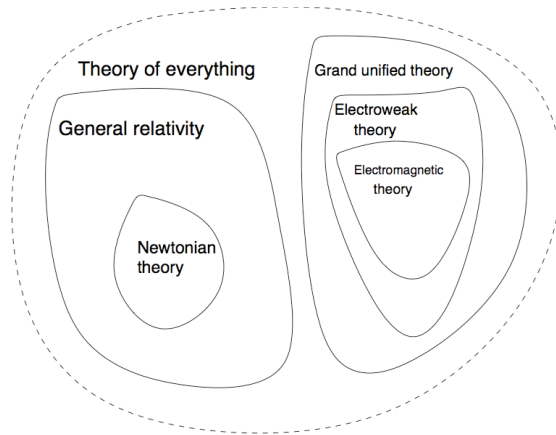 Theory of everything
General relativity
Newtonian
theory
Grand unified theory
Electroweak
theory
Electromagnetic
theory